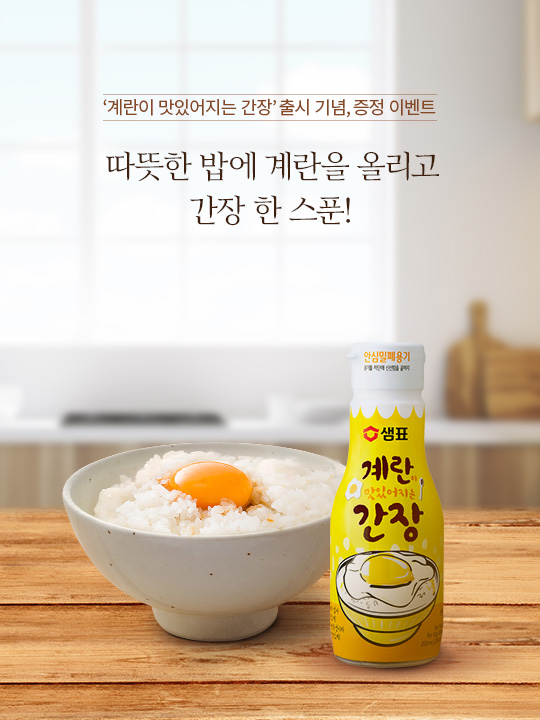 ‘계란이 맛있어지는 간장’ 출시 기념, 증정 이벤트
따뜻한 밥에 계란을 올리고
간장 한 스푼!
안심밀폐용기
샘표
계란이
맛있어지는
간장